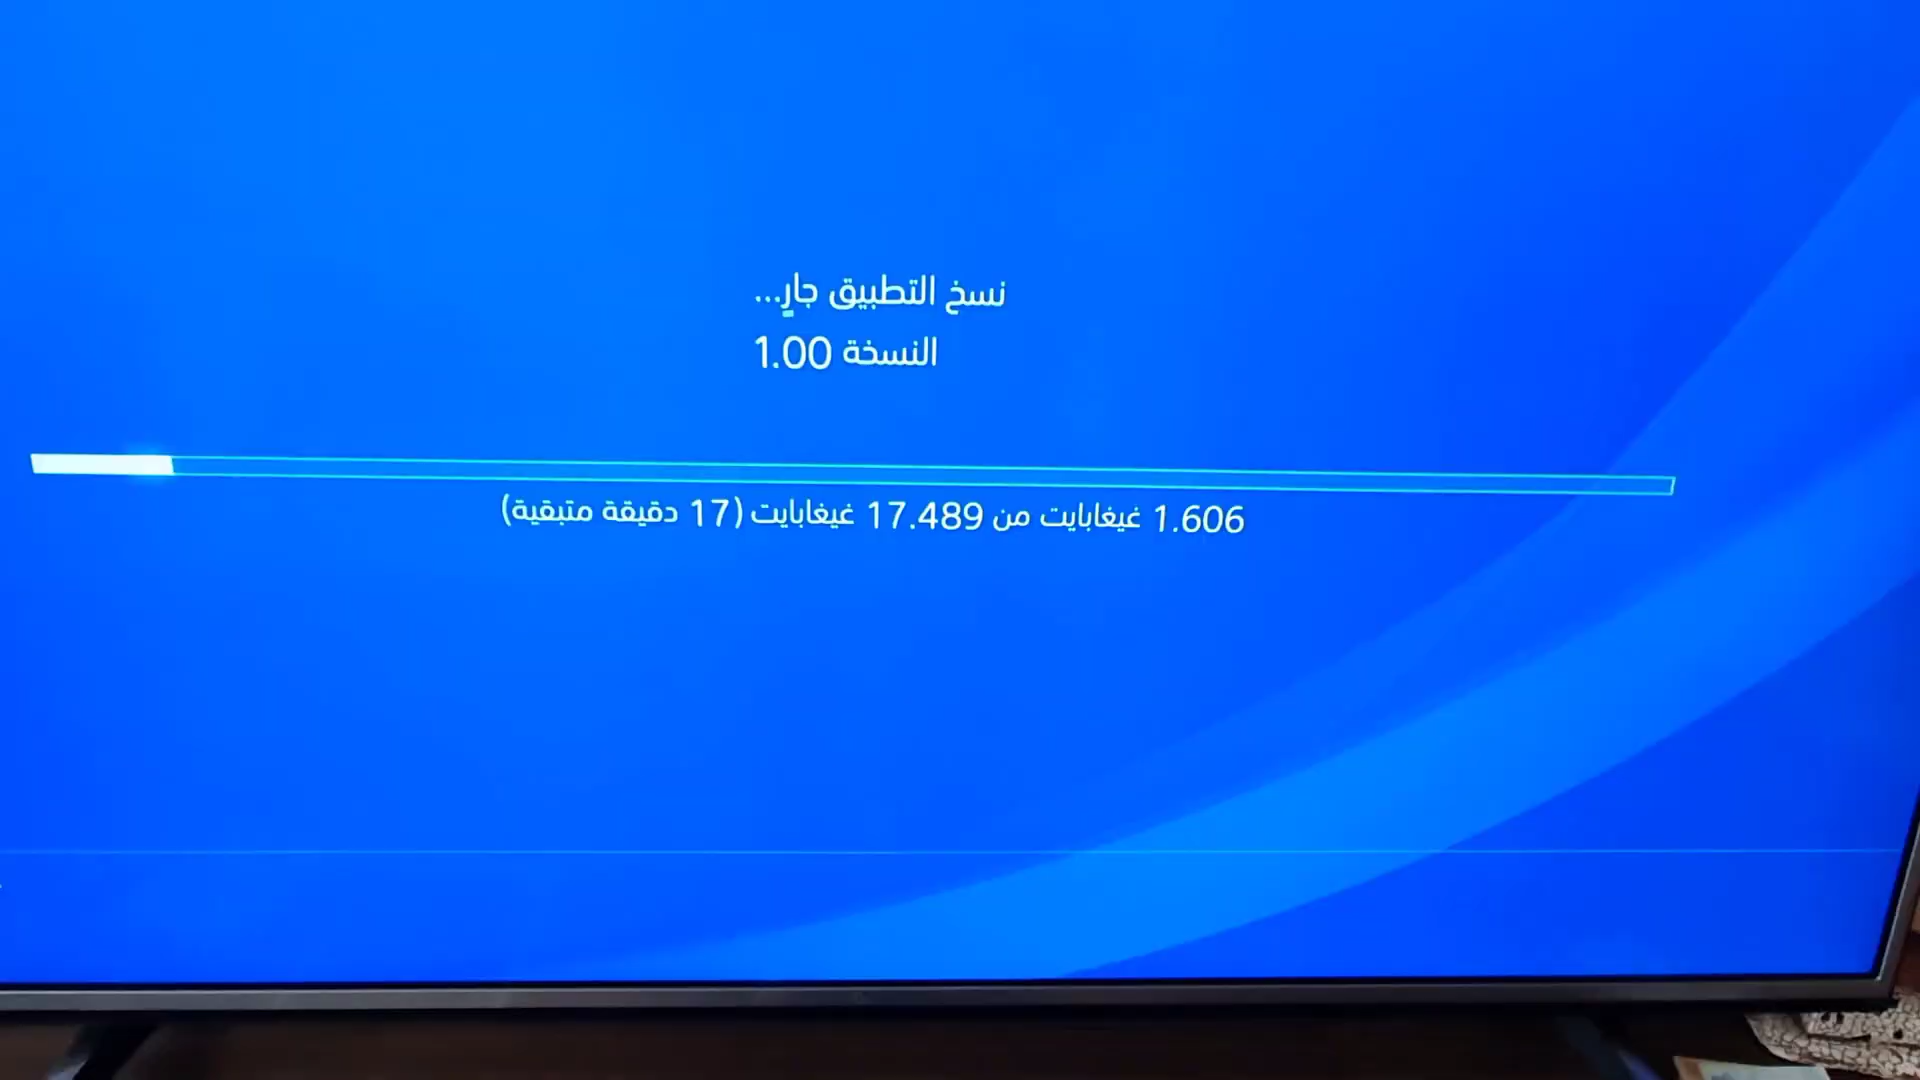 نسخ التطبيق جارٍ...
النسخة 1.00
1.606 غيغابايت من 17.489 غيغابايت (17 دقيقة متبقية)